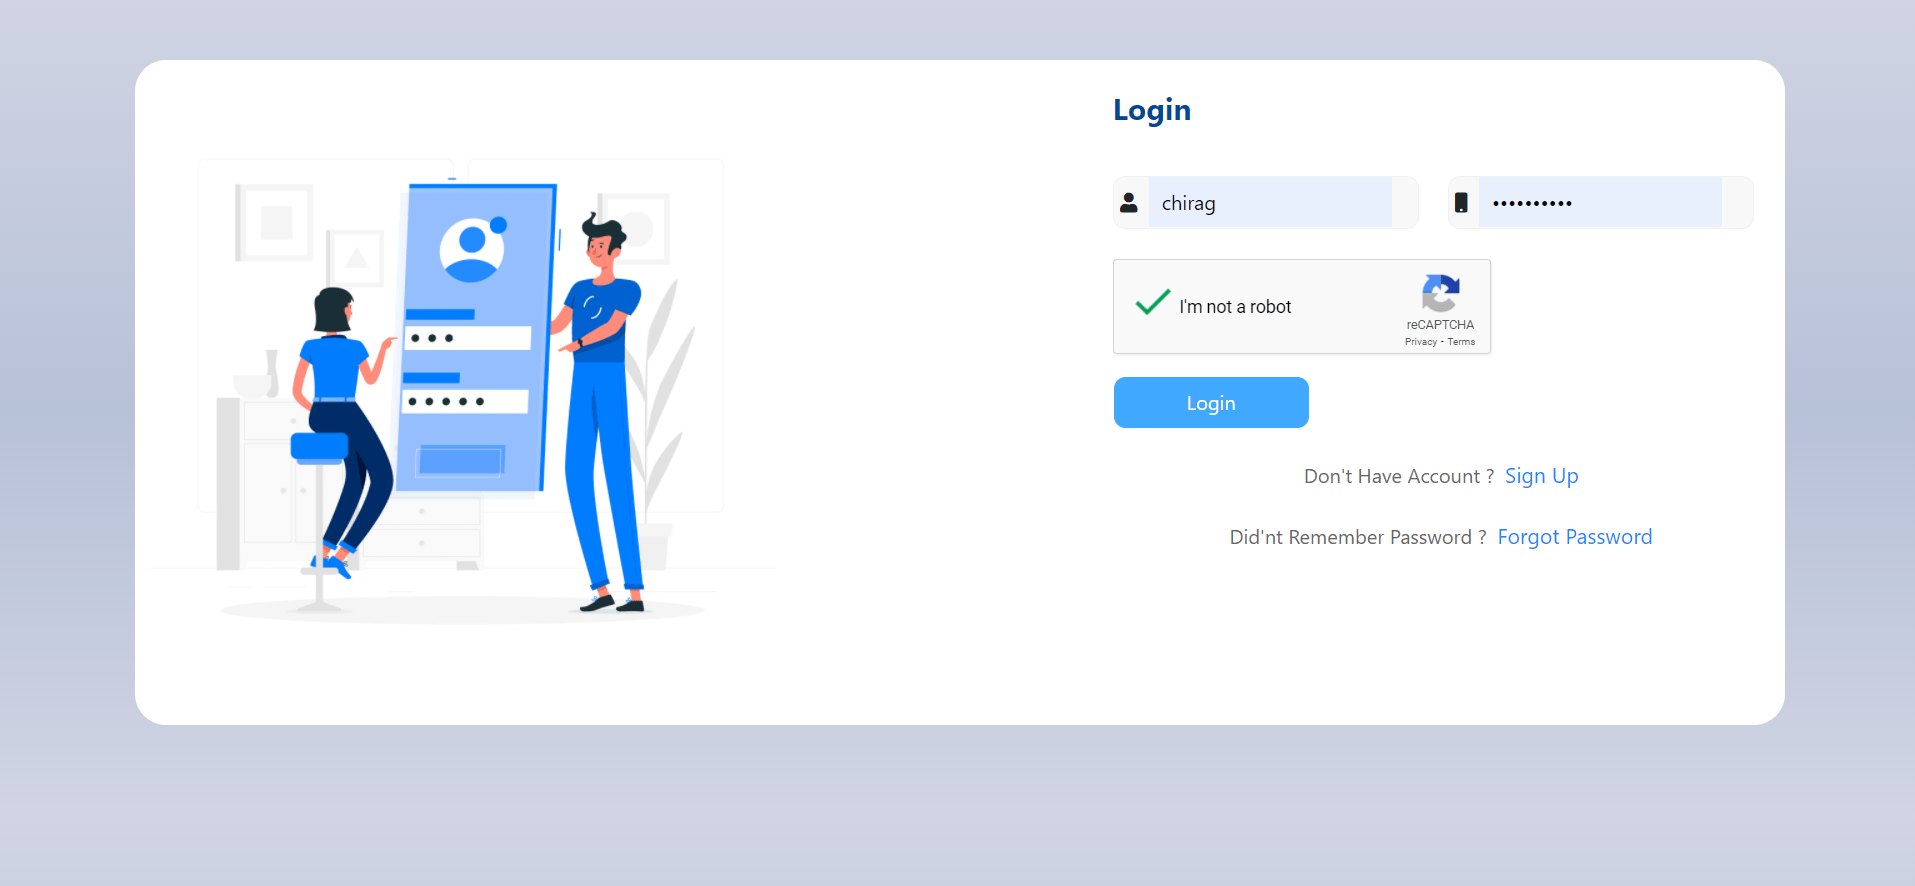 Login
chirag ••••••••••
I'm not a robot
reCAPTCHA
Privacy - Terms
Login
Don't Have Account ? Sign Up
Did'nt Remember Password ? Forgot Password